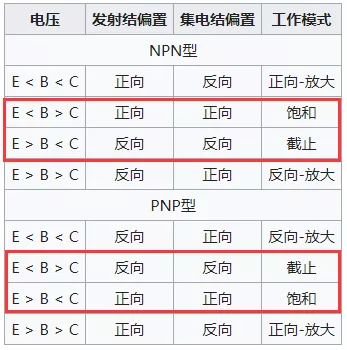 电压 发射结偏置 集电结偏置 工作模式
NPN型
E < B < C 正向 反向 正向-放大
E < B > C 正向 正向 饱和
E > B < C 反向 反向 截止
E > B > C 反向 正向 反向-放大
PNP型
E < B < C 反向 正向 反向-放大
E < B > C 反向 反向 截止
E > B < C 正向 正向 饱和
E > B > C 正向 反向 正向-放大